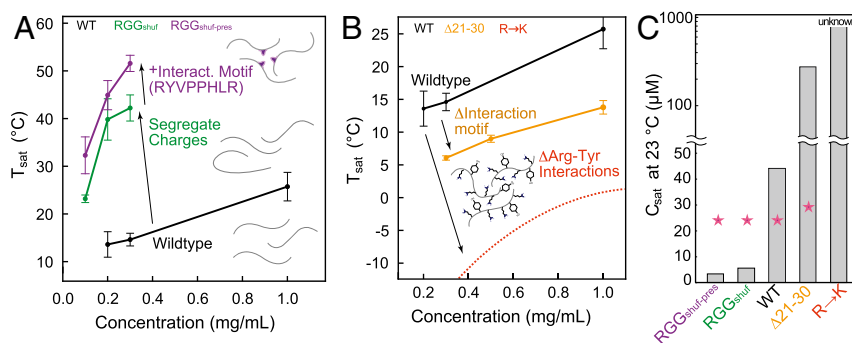 A
WT RGGshuf RGGshuf-pres
+Interact. Motif
(RYVPPHLR)
Segregate
Charges
Wildtype
Tsat (°C)
60
50
40
30
20
10
0.0 0.2 0.4 0.6 0.8 1.0
Concentration (mg/mL)
B
WT Δ21-30 R→K
Wildtype
ΔInteraction
motif
ΔArg-Tyr
Interactions
Tsat (°C)
30
25
20
15
10
5
0
-5
-10
0.2 0.4 0.6 0.8 1.0
Concentration (mg/mL)
C
unknown
Csat at 23 °C (µM)
1000
100
50
40
30
20
10
0
RGGshuf-pres
RGGshuf
WT
Δ21-30
R→K